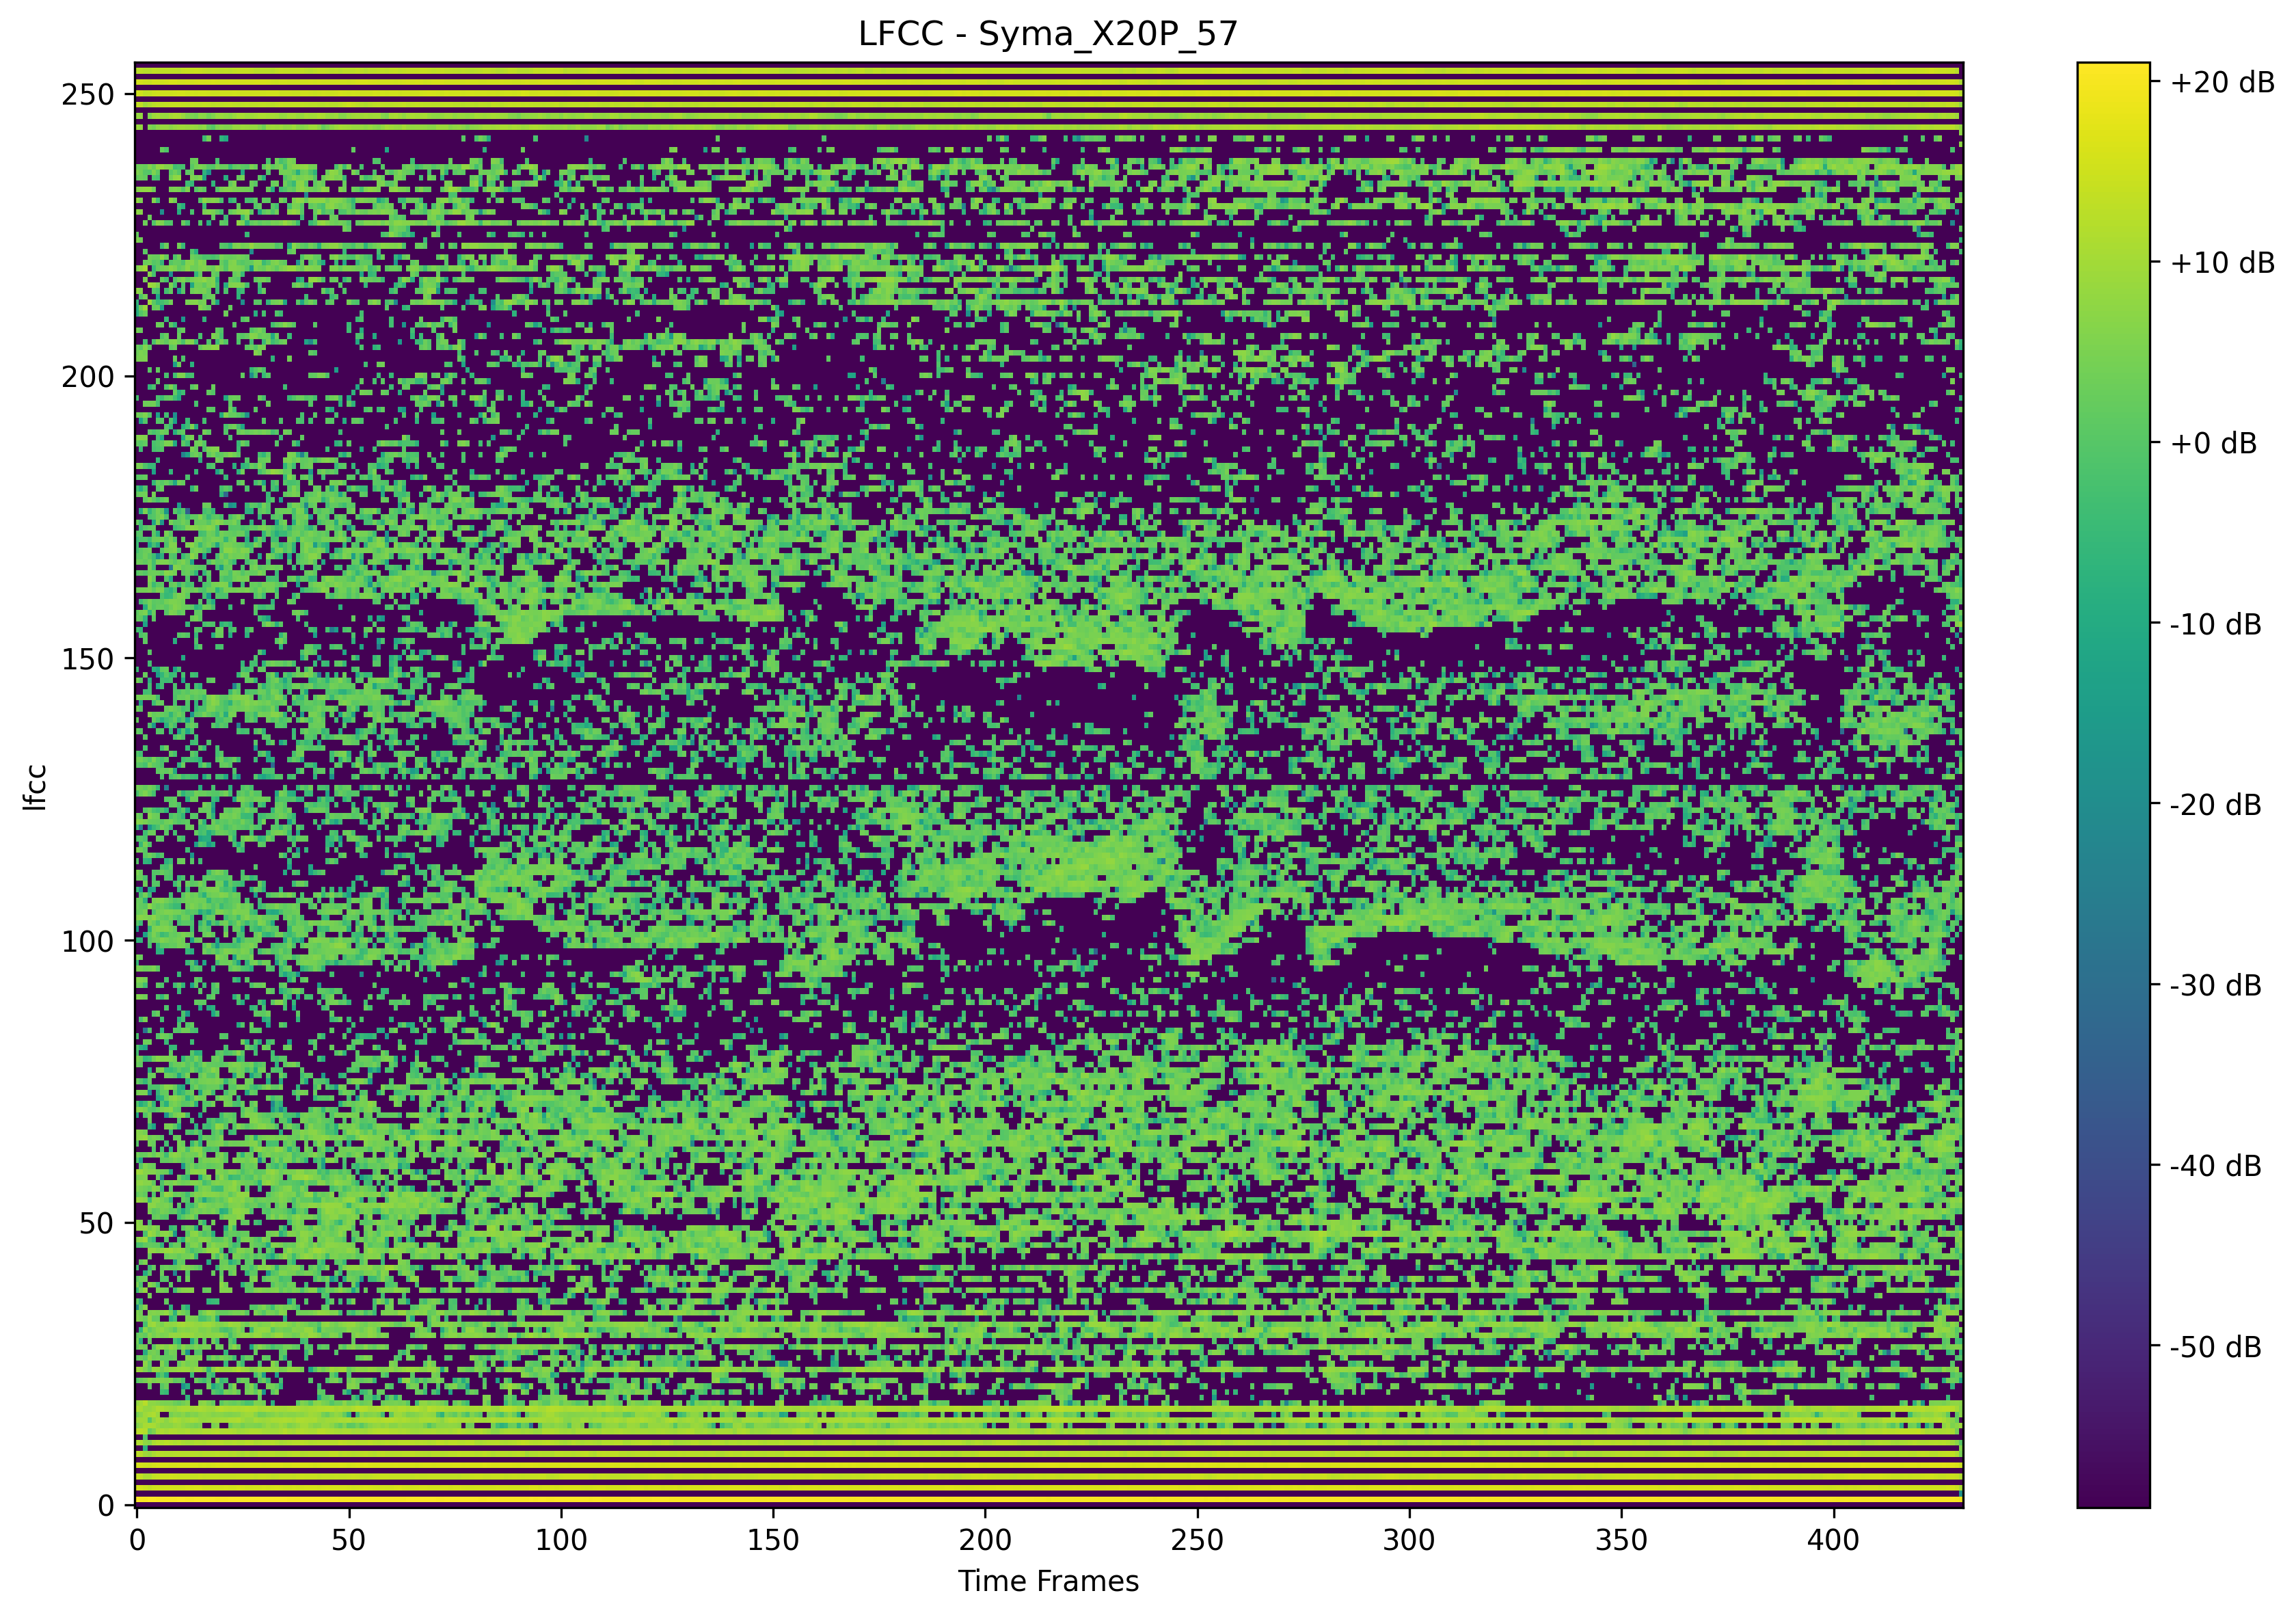 LFCC - Syma_X20P_57
lfcc
250
200
150
100
50
0
0 50 100 150 200 250 300 350 400
Time Frames
+20 dB
+10 dB
+0 dB
-10 dB
-20 dB
-30 dB
-40 dB
-50 dB